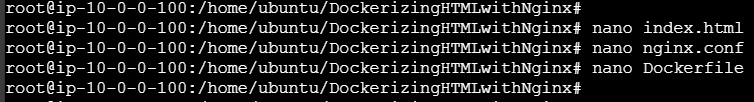 root@ip-10-0-0-100:/home/ubuntu/DockerizingHTMLwithNginx#
root@ip-10-0-0-100:/home/ubuntu/DockerizingHTMLwithNginx# nano index.html
root@ip-10-0-0-100:/home/ubuntu/DockerizingHTMLwithNginx# nano nginx.conf
root@ip-10-0-0-100:/home/ubuntu/DockerizingHTMLwithNginx# nano Dockerfile
root@ip-10-0-0-100:/home/ubuntu/DockerizingHTMLwithNginx#